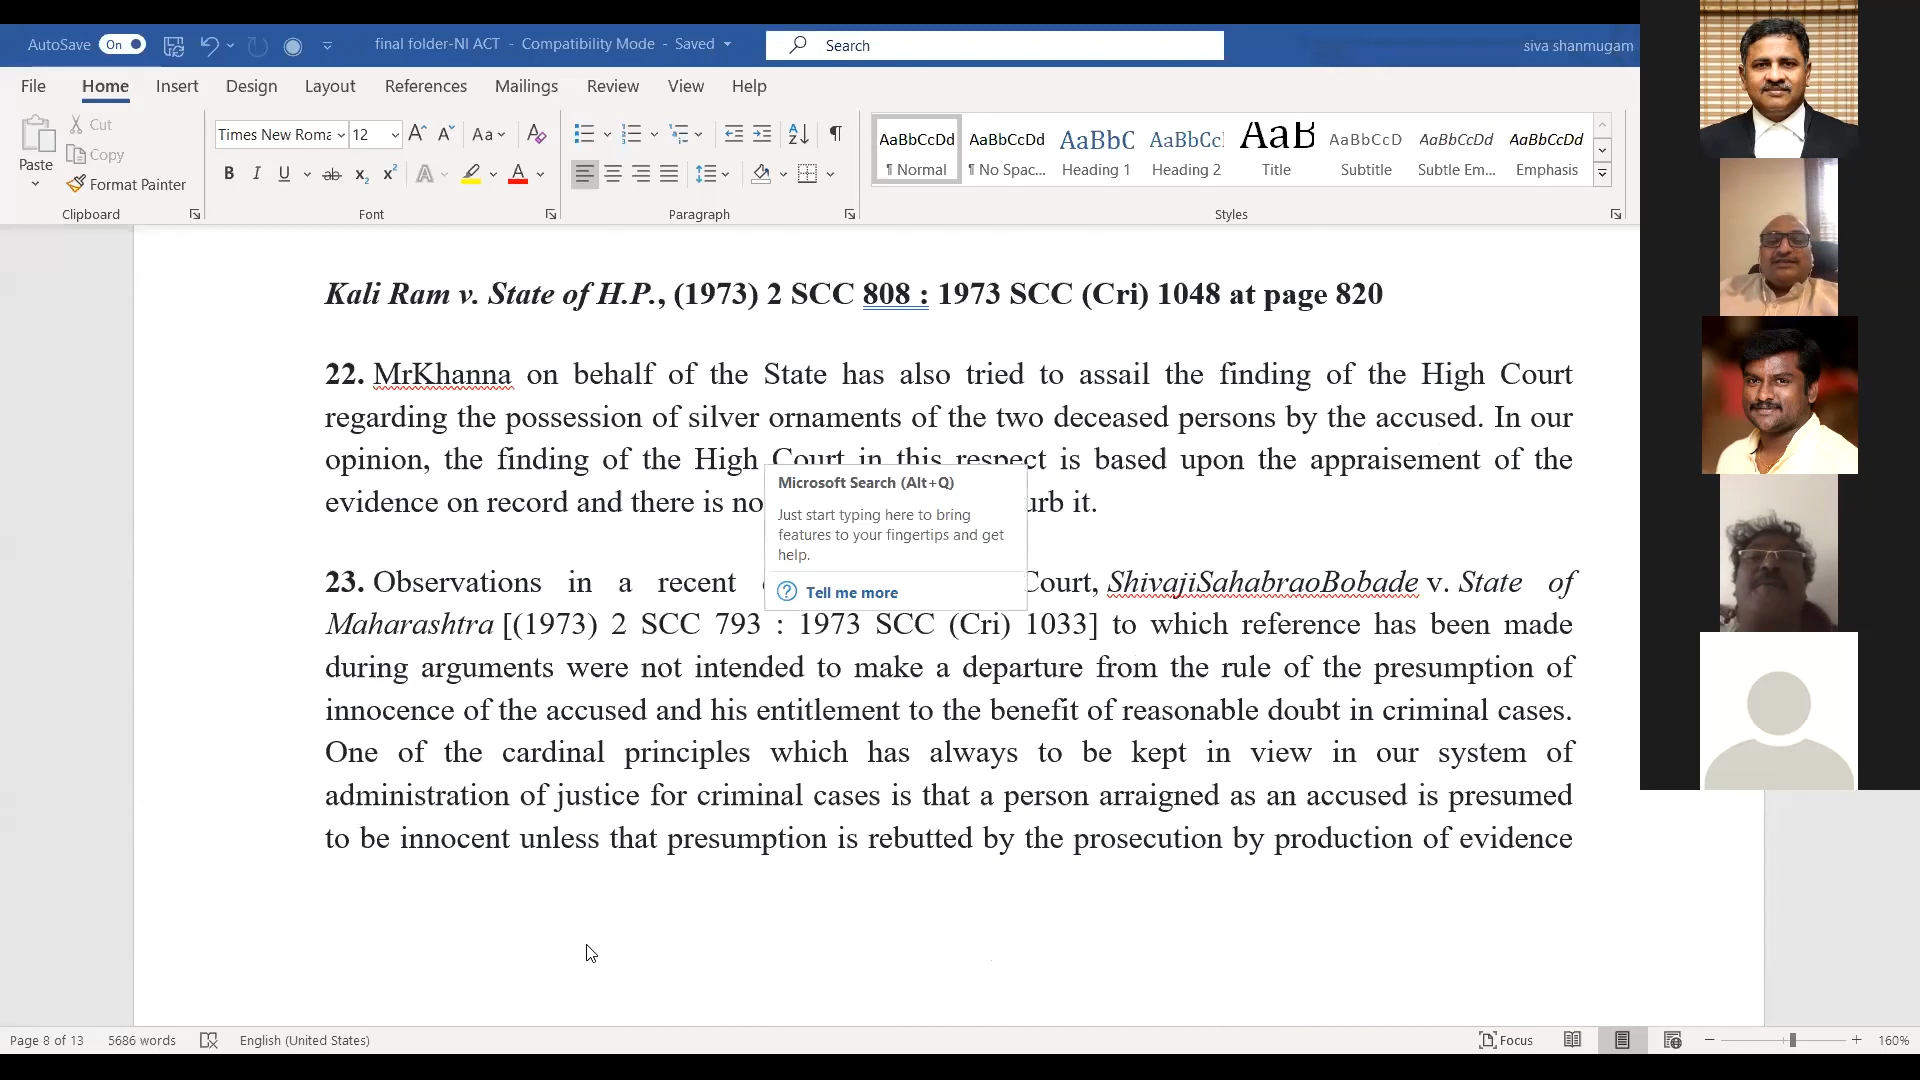 AutoSave On final folder-NI ACT - Compatibility Mode - Saved Search siva shanmugam
File Home Insert Design Layout References Mailings Review View Help
Paste Cut Copy Format Painter
Times New Roma 12
AaBbCcDd AaBbCcDd AaBbC AaBbCcl AaB AaBbCcD AaBbCcDd AaBbCcDd
¶ Normal ¶ No Spac... Heading 1 Heading 2 Title Subtitle Subtle Em... Emphasis
Clipboard Font Paragraph Styles
Kali Ram v. State of H.P., (1973) 2 SCC 808 : 1973 SCC (Cri) 1048 at page 820
22. MrKhanna on behalf of the State has also tried to assail the finding of the High Court
regarding the possession of silver ornaments of the two deceased persons by the accused. In our
opinion, the finding of the High Court in this respect is based upon the appraisement of the
evidence on record and there is no urb it.
Microsoft Search (Alt+Q)
Just start typing here to bring
features to your fingertips and get
help.
Tell me more
23. Observations in a recent Court, ShivajiSahabraoBobade v. State of
Maharashtra [(1973) 2 SCC 793 : 1973 SCC (Cri) 1033] to which reference has been made
during arguments were not intended to make a departure from the rule of the presumption of
innocence of the accused and his entitlement to the benefit of reasonable doubt in criminal cases.
One of the cardinal principles which has always to be kept in view in our system of
administration of justice for criminal cases is that a person arraigned as an accused is presumed
to be innocent unless that presumption is rebutted by the prosecution by production of evidence
Page 8 of 13 5686 words English (United States) Focus 160%